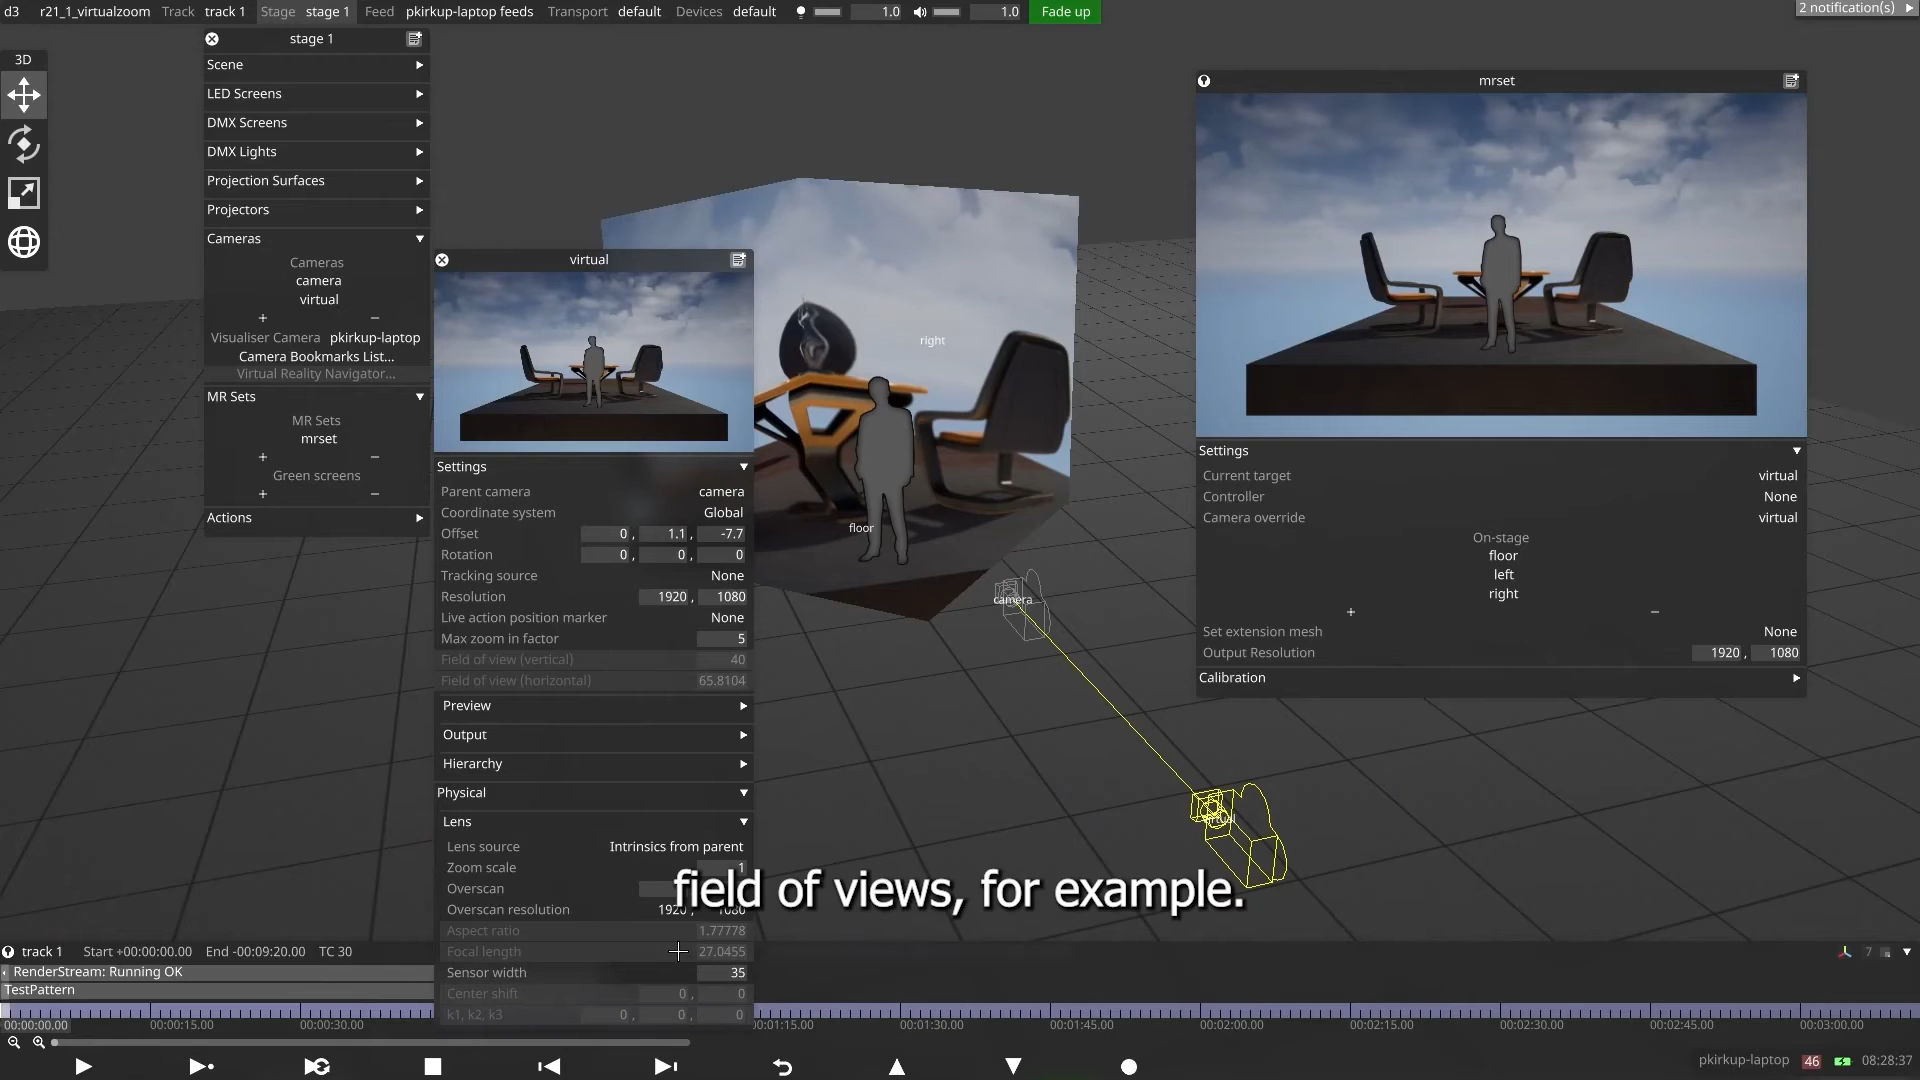 d3 r21_1_virtualzoom Track track 1 Stage stage 1 Feed pkirkup-laptop feeds Transport default Devices default 1.0 1.0 Fade up 2 notification(s)
3D
stage 1
Scene
LED Screens
DMX Screens
DMX Lights
Projection Surfaces
Projectors
Cameras
Cameras
camera
virtual
+ −
Visualiser Camera pkirkup-laptop
Camera Bookmarks List...
Virtual Reality Navigator...
MR Sets
MR Sets
mrset
+ −
Green screens
+ −
Actions
virtual
Settings
Parent camera camera
Coordinate system Global
Offset 0 , 1.1 , -7.7
Rotation 0 , 0 , 0
Tracking source None
Resolution 1920 , 1080
Live action position marker None
Max zoom in factor 5
Field of view (vertical) 40
Field of view (horizontal) 65.8104
Preview
Output
Hierarchy
Physical
Lens
Lens source Intrinsics from parent
Zoom scale 1
Overscan
Overscan resolution 1920 , 1080
Aspect ratio 1.77778
Focal length 27.0455
Sensor width 35
Center shift 0 , 0
k1, k2, k3 0 , 0 , 0
right
floor
camera
virtual
mrset
Settings
Current target virtual
Controller None
Camera override virtual
On-stage
floor
left
right
+ −
Set extension mesh None
Output Resolution 1920 , 1080
Calibration
field of views, for example.
track 1 Start +00:00:00.00 End -00:09:20.00 TC 30 7
RenderStream: Running OK
TestPattern
00:00:00.00 00:00:15.00 00:00:30.00 00:01:15.00 00:01:30.00 00:01:45.00 00:02:00.00 00:02:15.00 00:02:30.00 00:02:45.00 00:03:00.00
pkirkup-laptop 46 08:28:37